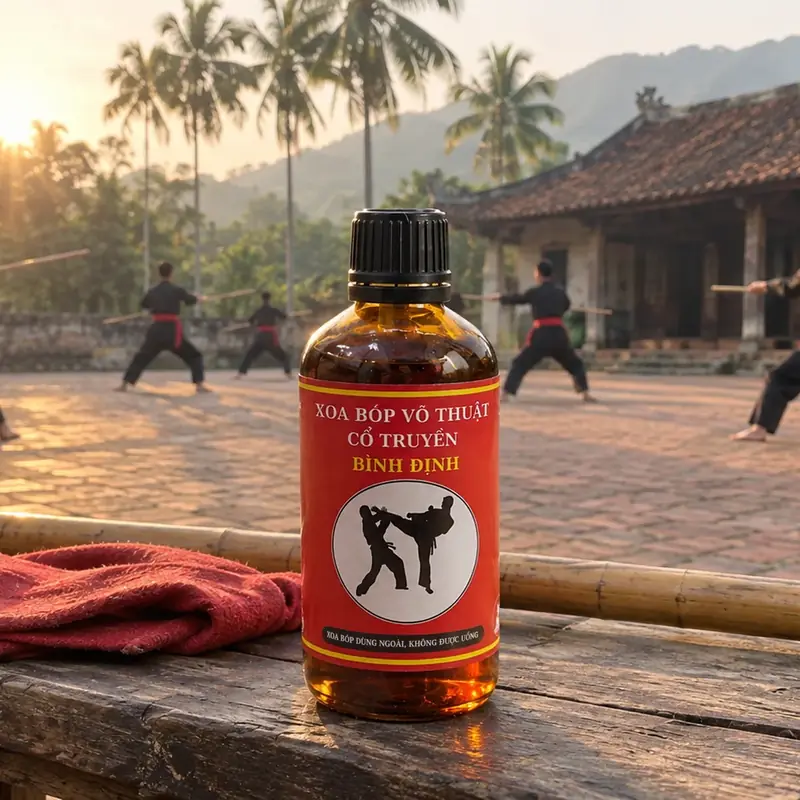 XOA BÓP VÕ THUẬT
CỔ TRUYỀN
BÌNH ĐỊNH
XOA BÓP DÙNG NGOÀI, KHÔNG ĐƯỢC UỐNG